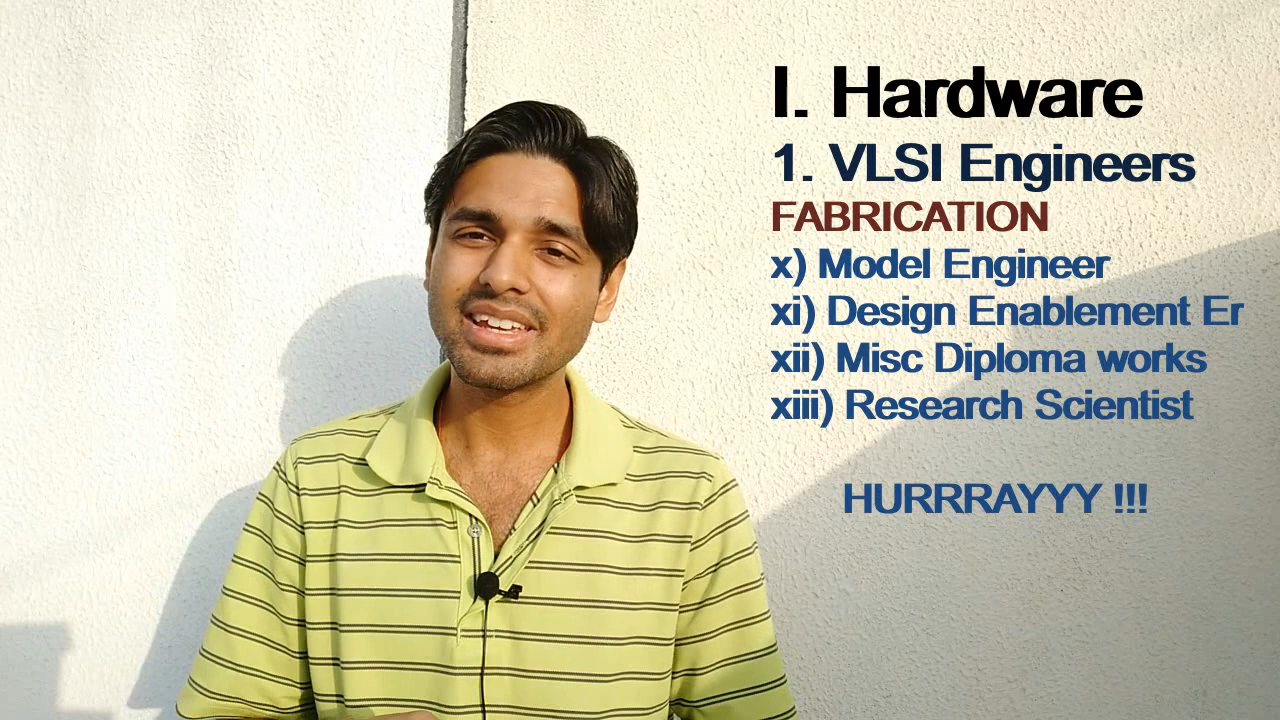 I. Hardware
1. VLSI Engineers
FABRICATION
x) Model Engineer
xi) Design Enablement Er
xii) Misc Diploma works
xiii) Research Scientist
HURRRAYYY !!!